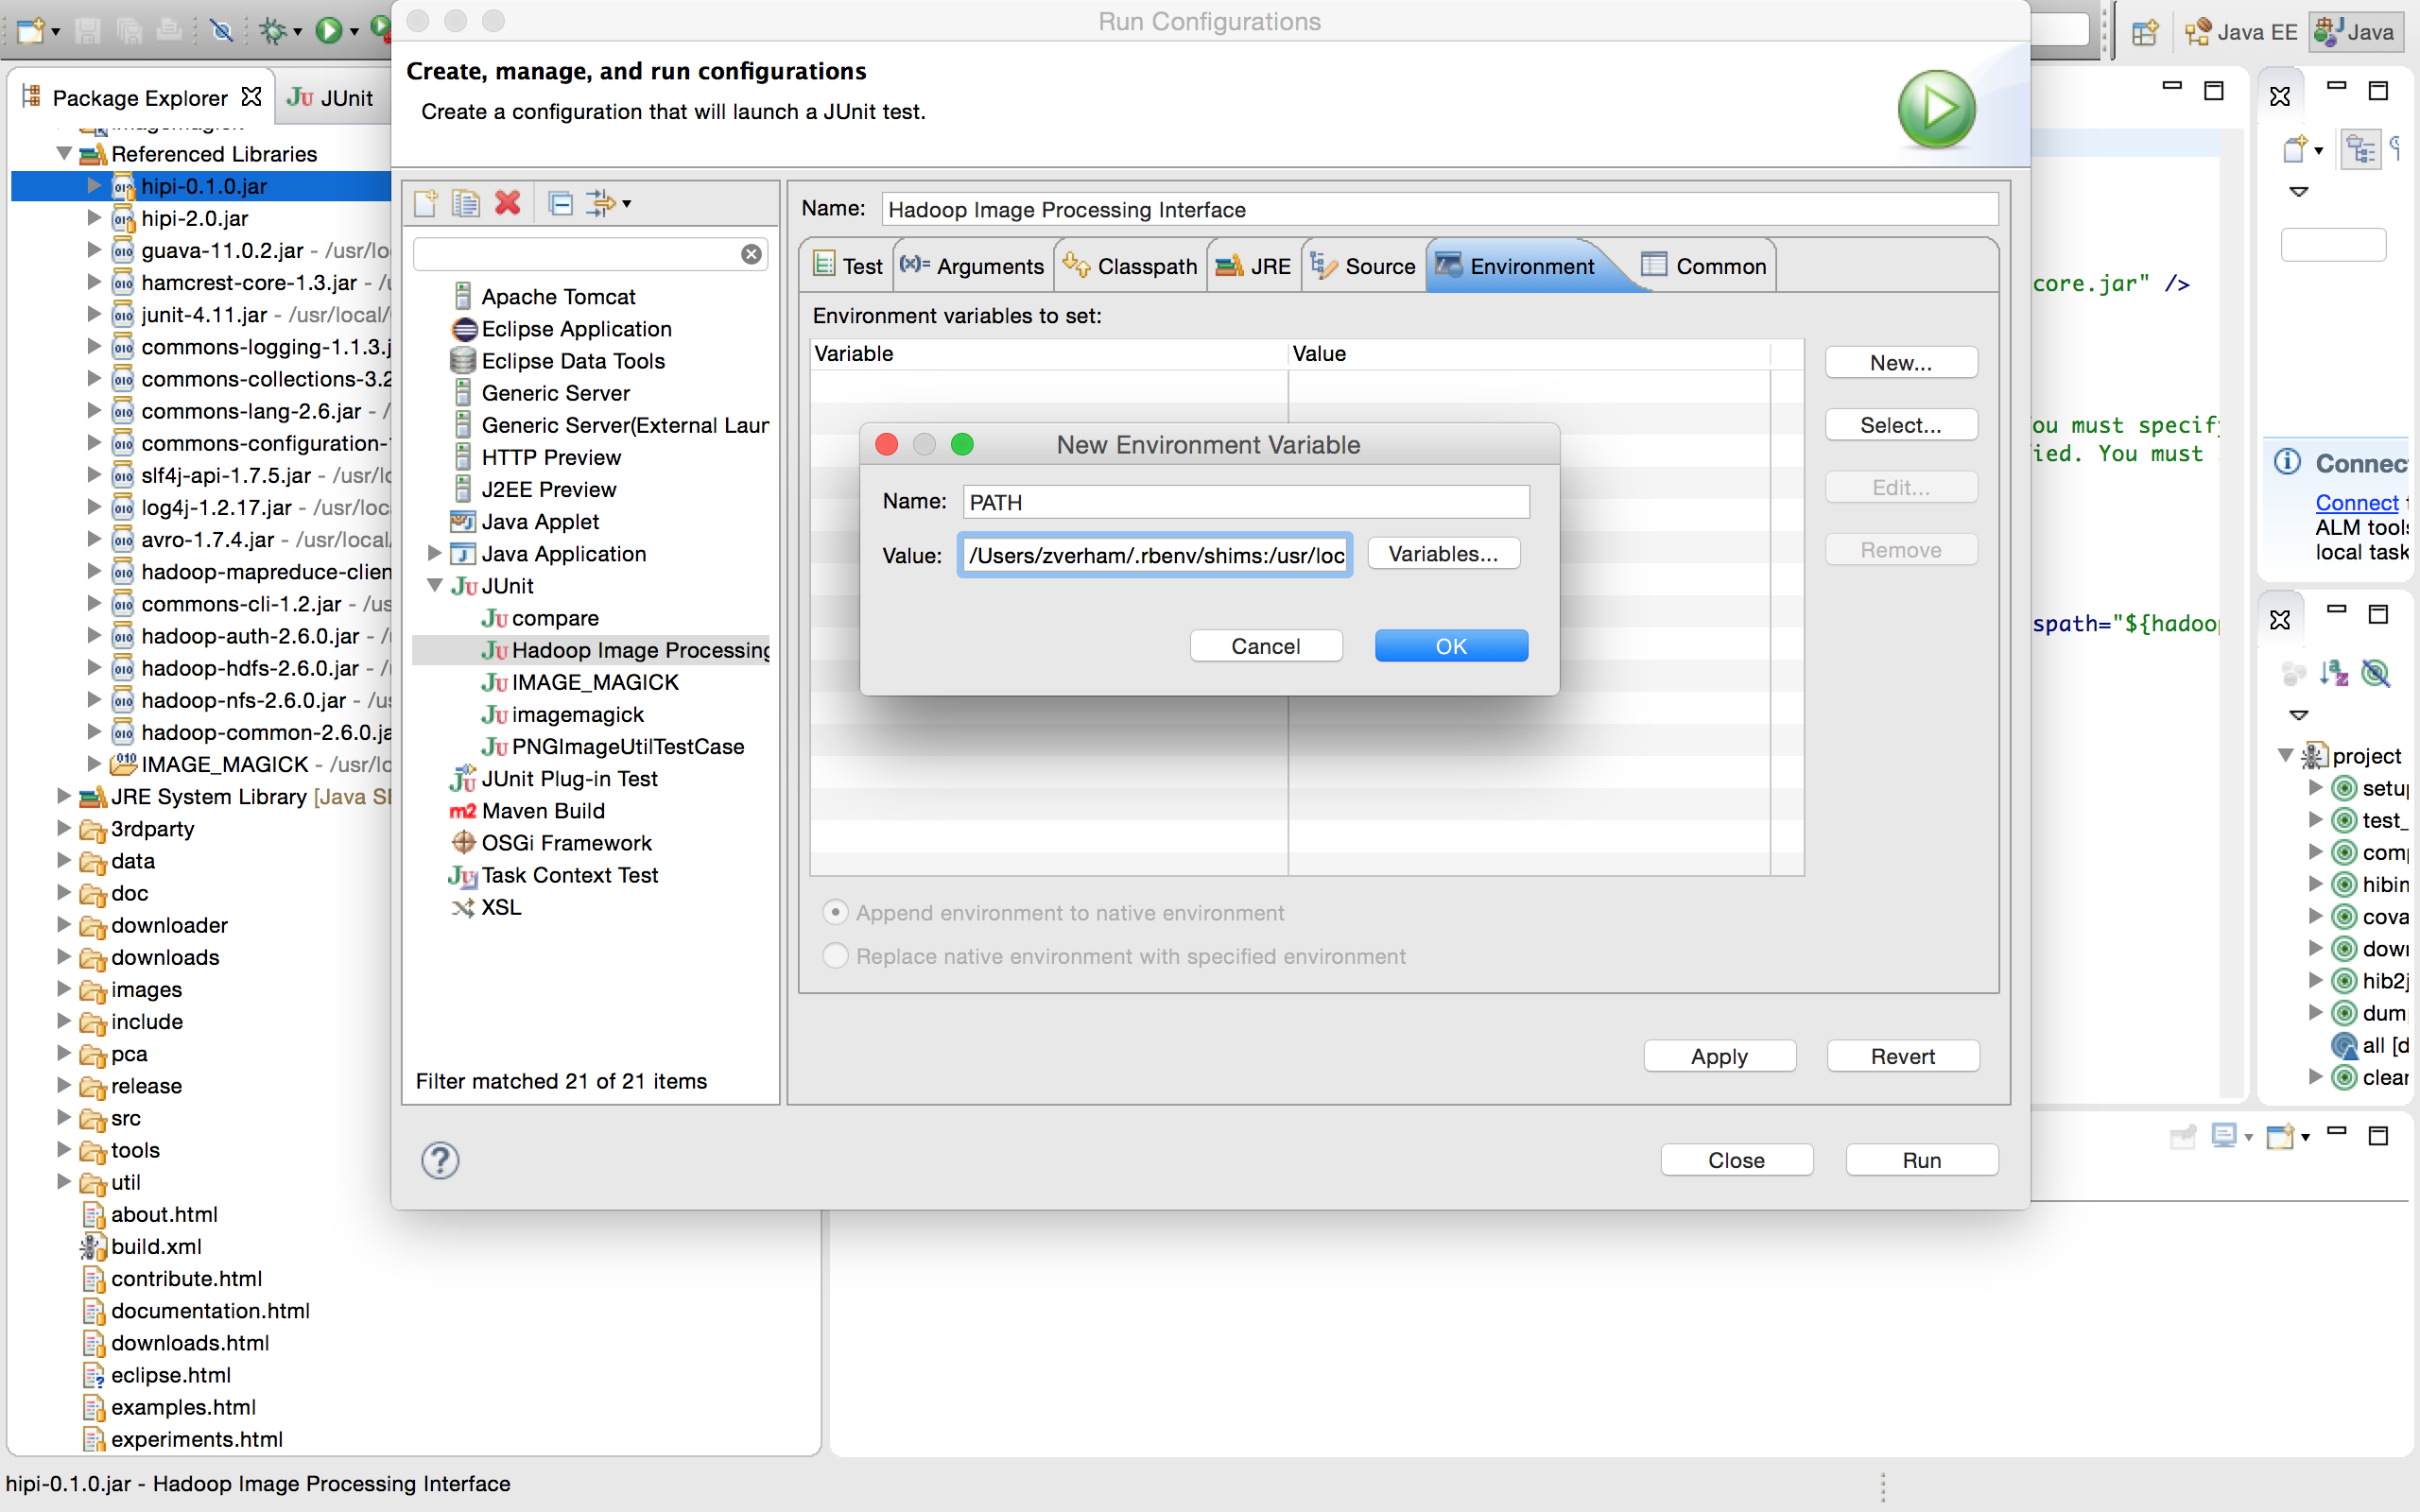 Run Configurations
Java EE
Java
Package Explorer
JUnit
Create, manage, and run configurations
Create a configuration that will launch a JUnit test.
Referenced Libraries
hipi-0.1.0.jar
hipi-2.0.jar
guava-11.0.2.jar - /usr/lo
hamcrest-core-1.3.jar - /u
junit-4.11.jar - /usr/local/
commons-logging-1.1.3.j
commons-collections-3.2
commons-lang-2.6.jar - /
commons-configuration-
slf4j-api-1.7.5.jar - /usr/lo
log4j-1.2.17.jar - /usr/loc
avro-1.7.4.jar - /usr/local/
hadoop-mapreduce-clien
commons-cli-1.2.jar - /us
hadoop-auth-2.6.0.jar - /
hadoop-hdfs-2.6.0.jar - /
hadoop-nfs-2.6.0.jar - /us
hadoop-common-2.6.0.ja
IMAGE_MAGICK - /usr/lo
JRE System Library [Java SE
3rdparty
data
doc
downloader
downloads
images
include
pca
release
src
tools
util
about.html
build.xml
contribute.html
documentation.html
downloads.html
eclipse.html
examples.html
experiments.html
hipi-0.1.0.jar - Hadoop Image Processing Interface
Apache Tomcat
Eclipse Application
Eclipse Data Tools
Generic Server
Generic Server(External Laun
HTTP Preview
J2EE Preview
Java Applet
Java Application
JUnit
compare
Hadoop Image Processing
IMAGE_MAGICK
imagemagick
PNGImageUtilTestCase
JUnit Plug-in Test
Maven Build
OSGi Framework
Task Context Test
XSL
Filter matched 21 of 21 items
Name: Hadoop Image Processing Interface
Test
Arguments
Classpath
JRE
Source
Environment
Common
Environment variables to set:
Variable Value
New...
Select...
Edit...
Remove
New Environment Variable
Name: PATH
Value: /Users/zverham/.rbenv/shims:/usr/loc
Variables...
Cancel
OK
Append environment to native environment
Replace native environment with specified environment
Apply
Revert
Close
Run
core.jar" />
ou must specify
ied. You must
spath="${hadoop
Connec
Connect
ALM tools
local task
project
setup
test_
comp
hibim
cova
down
hib2j
dum
all [d
clean